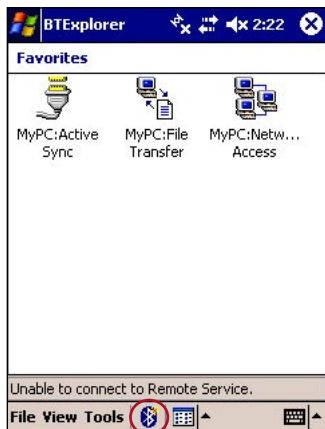 BTExplorer 2:22
Favorites
MyPC:Active
Sync
MyPC:File
Transfer
MyPC:Netw...
Access
Unable to connect to Remote Service.
File View Tools